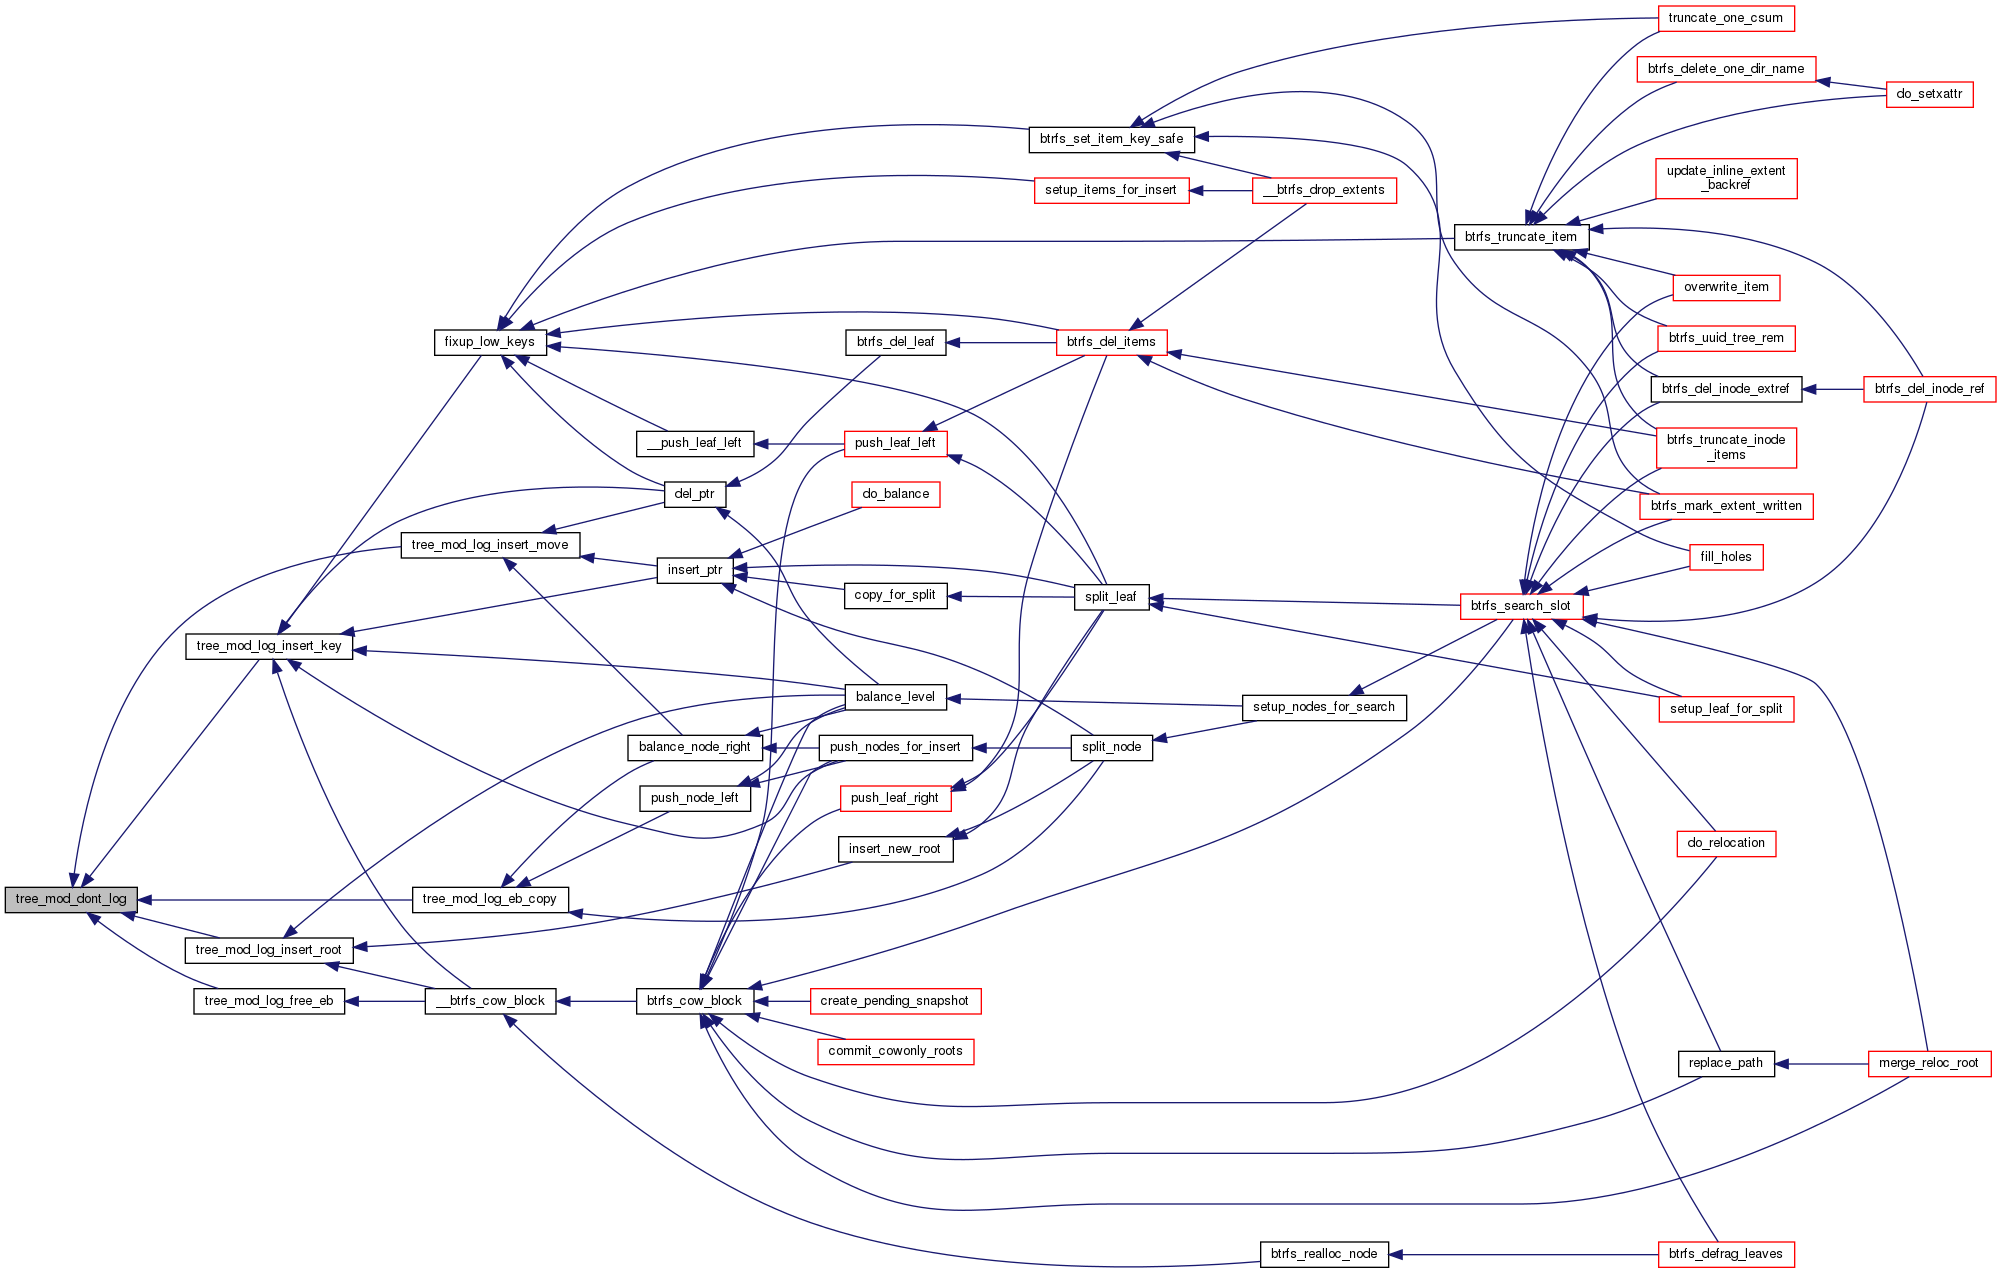 truncate_one_csum
btrfs_delete_one_dir_name
do_setxattr
btrfs_set_item_key_safe
update_inline_extent
_backref
setup_items_for_insert
__btrfs_drop_extents
btrfs_truncate_item
overwrite_item
fixup_low_keys
btrfs_del_leaf
btrfs_del_items
btrfs_uuid_tree_rem
btrfs_del_inode_extref
btrfs_del_inode_ref
__push_leaf_left
push_leaf_left
btrfs_truncate_inode
_items
del_ptr
do_balance
btrfs_mark_extent_written
tree_mod_log_insert_move
fill_holes
insert_ptr
copy_for_split
split_leaf
btrfs_search_slot
tree_mod_log_insert_key
balance_level
setup_nodes_for_search
setup_leaf_for_split
balance_node_right
push_nodes_for_insert
split_node
push_node_left
push_leaf_right
insert_new_root
do_relocation
tree_mod_dont_log
tree_mod_log_eb_copy
tree_mod_log_insert_root
tree_mod_log_free_eb
__btrfs_cow_block
btrfs_cow_block
create_pending_snapshot
commit_cowonly_roots
replace_path
merge_reloc_root
btrfs_realloc_node
btrfs_defrag_leaves